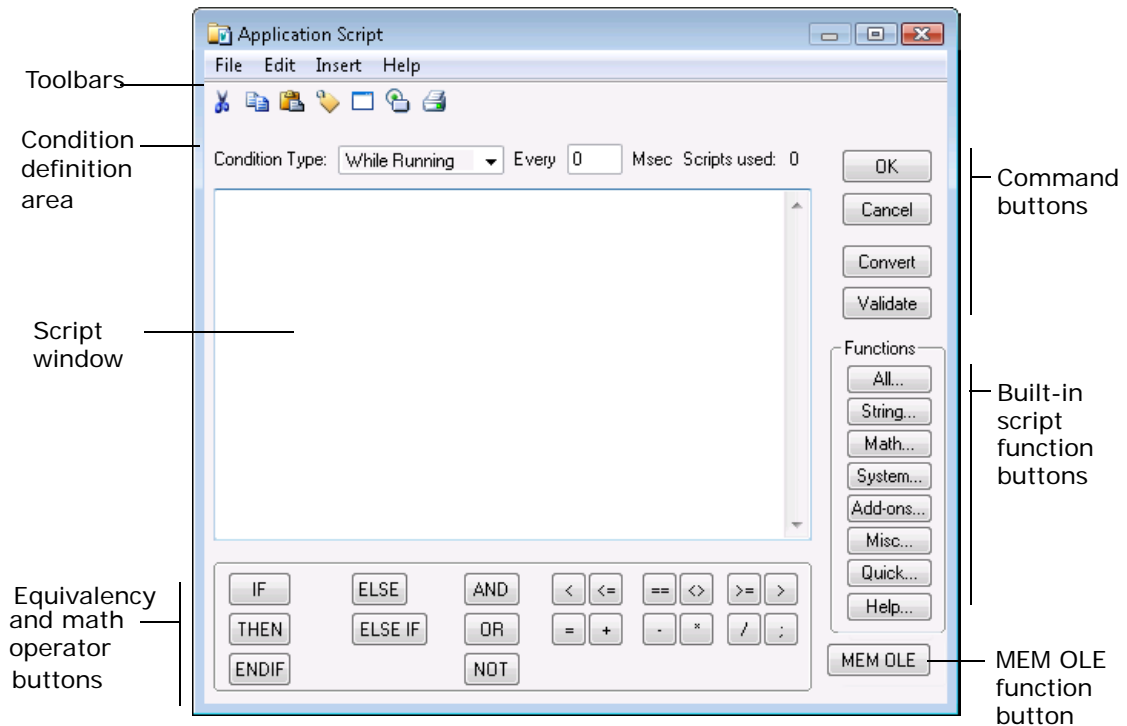 Application Script
File Edit Insert Help
Toolbars
Condition
definition
area
Condition Type: While Running Every 0 Msec Scripts used: 0
OK
Cancel
Convert
Validate
Command
buttons
Script
window
Functions
All...
String...
Math...
System...
Add-ons...
Misc...
Quick...
Help...
Built-in
script
function
buttons
Equivalency
and math
operator
buttons
IF ELSE AND < <= == <> >= >
THEN ELSE IF OR = + - * / ;
ENDIF NOT
MEM OLE
MEM OLE
function
button